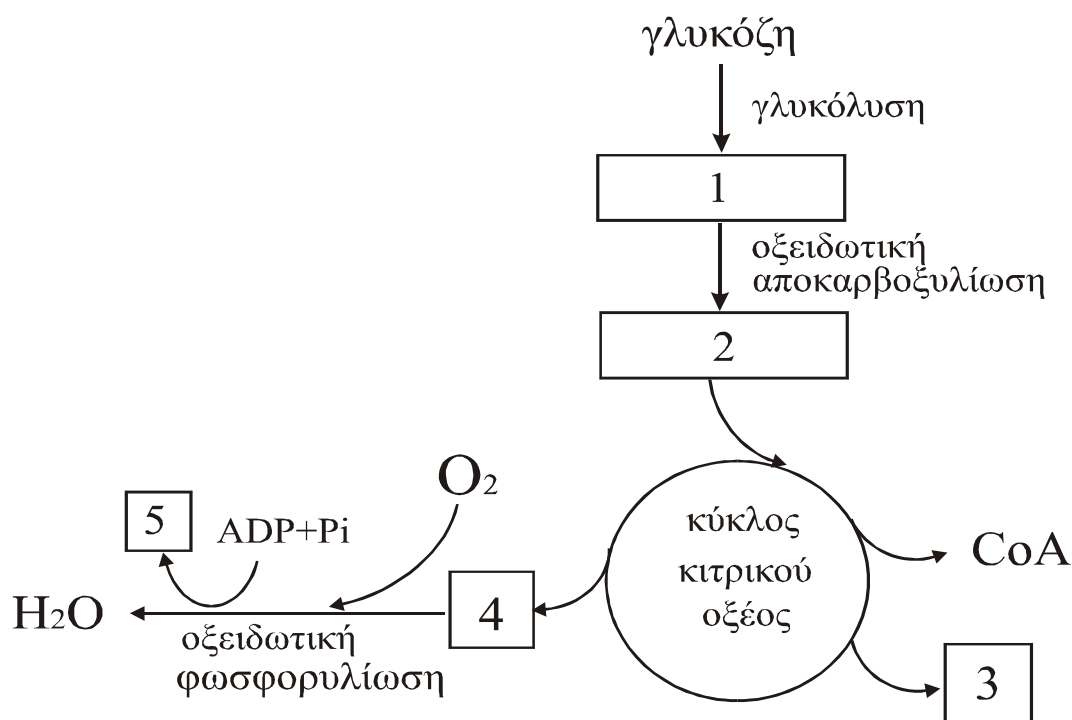 γλυκόζη
γλυκόλυση
1
οξειδωτική
αποκαρβοξυλίωση
2
κύκλος
κιτρικού
οξέος
CoA
3
4
O2
ADP+Pi
5
H2O
οξειδωτική
φωσφορυλίωση